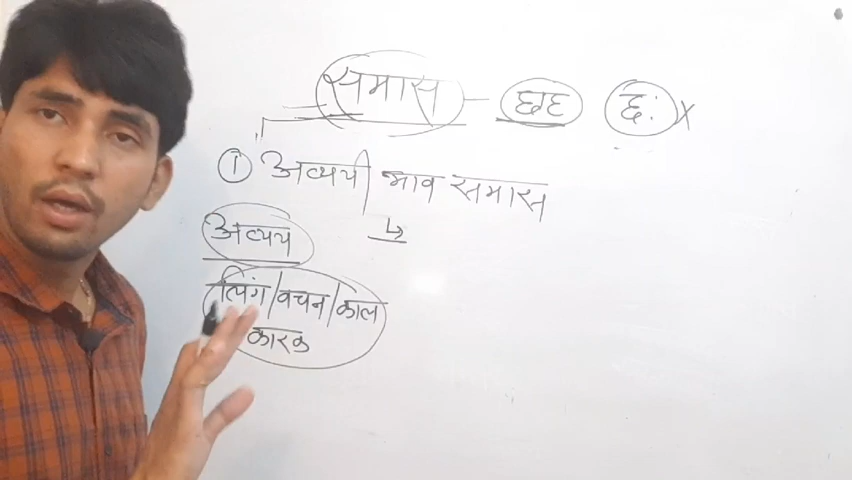 समास – छह छ: x
① अव्ययी भाव समास
अव्यय
लिंग/वचन/काल
कारक